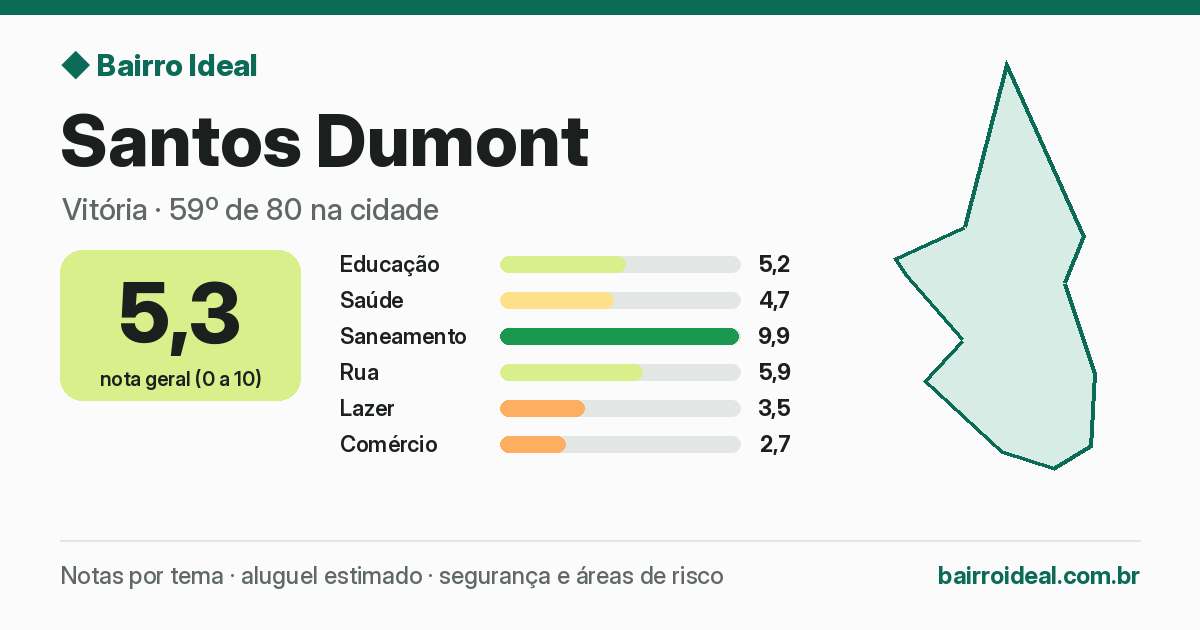 Bairro Ideal
Santos Dumont
Vitória · 59º de 80 na cidade
5,3
nota geral (0 a 10)
Educação 5,2
Saúde 4,7
Saneamento 9,9
Rua 5,9
Lazer 3,5
Comércio 2,7
Notas por tema · aluguel estimado · segurança e áreas de risco
bairroideal.com.br